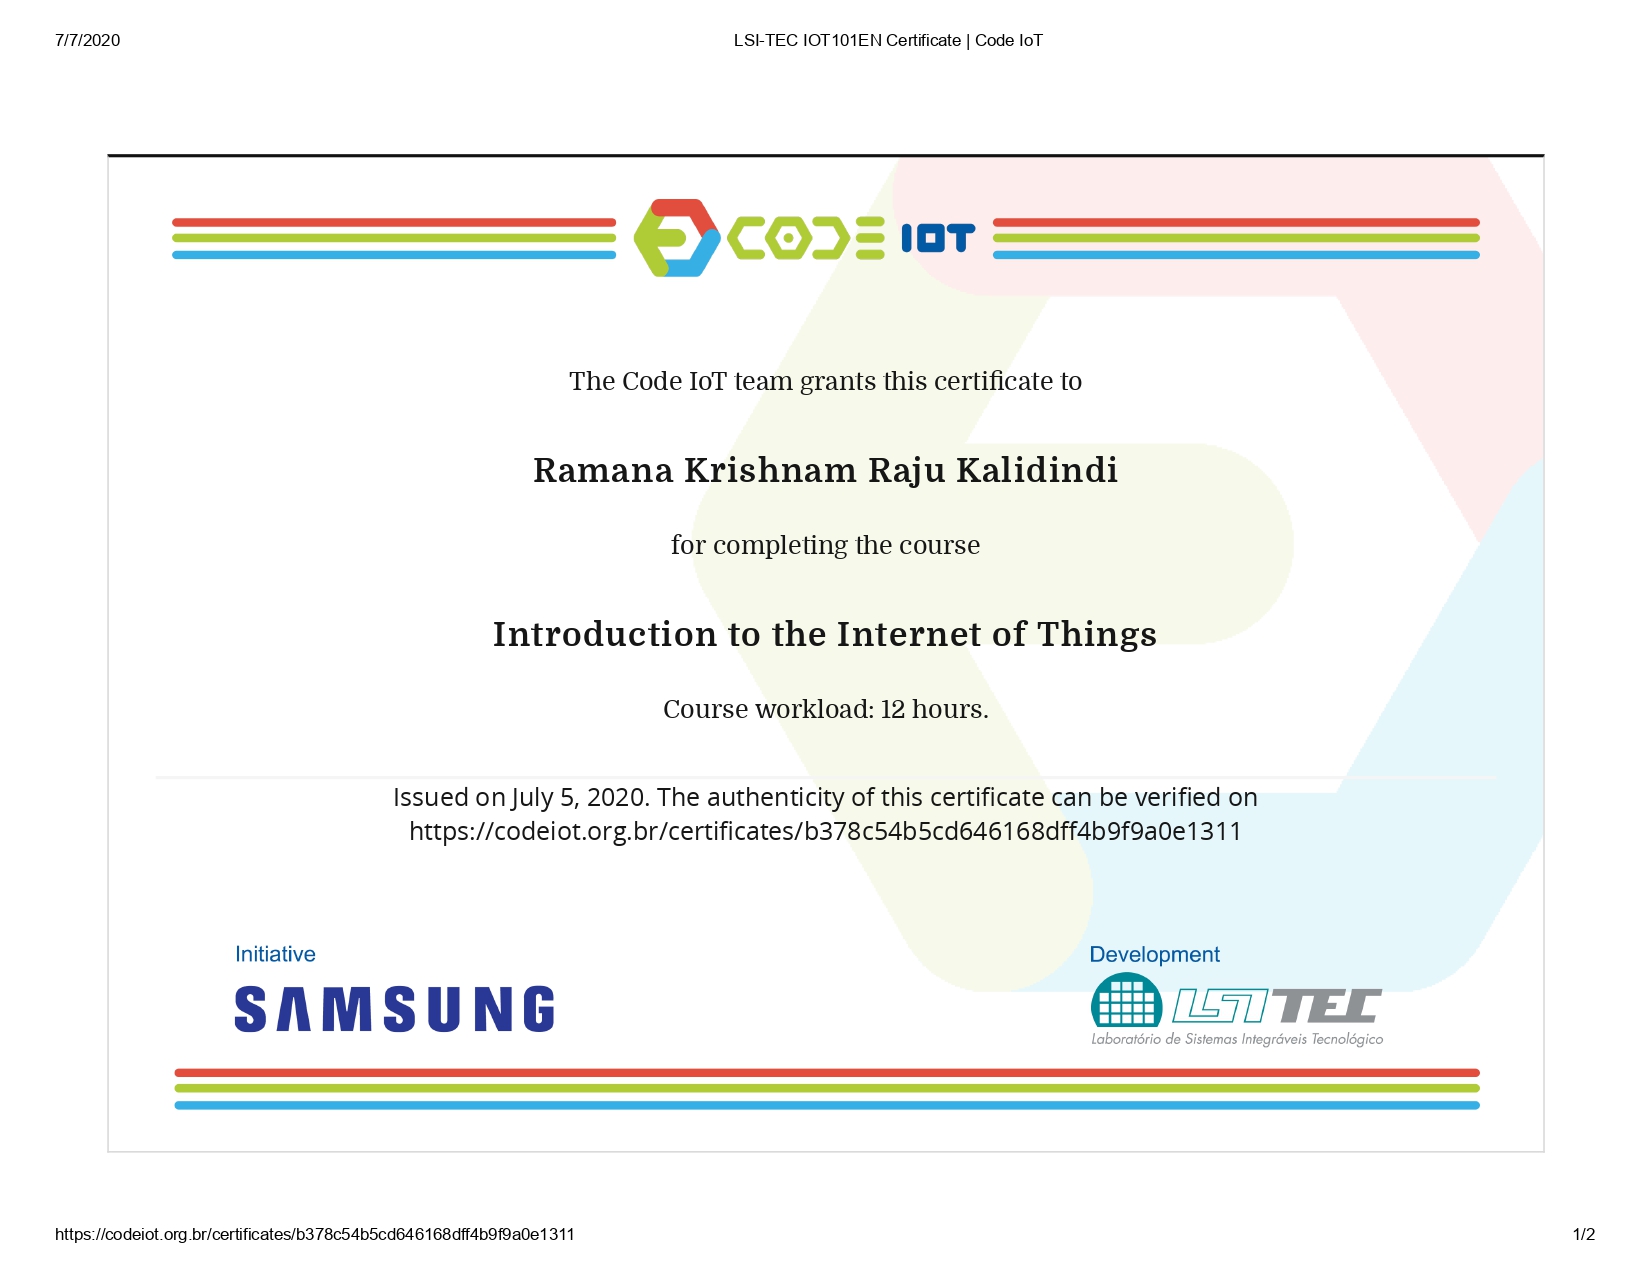 7/7/2020 LSI-TEC IOT101EN Certificate | Code IoT
CODE IOT
The Code IoT team grants this certificate to
Ramana Krishnam Raju Kalidindi
for completing the course
Introduction to the Internet of Things
Course workload: 12 hours.
Issued on July 5, 2020. The authenticity of this certificate can be verified on
https://codeiot.org.br/certificates/b378c54b5cd646168dff4b9f9a0e1311
Initiative
SAMSUNG
Development
LSI TEC
Laboratório de Sistemas Integráveis Tecnológico
https://codeiot.org.br/certificates/b378c54b5cd646168dff4b9f9a0e1311 1/2